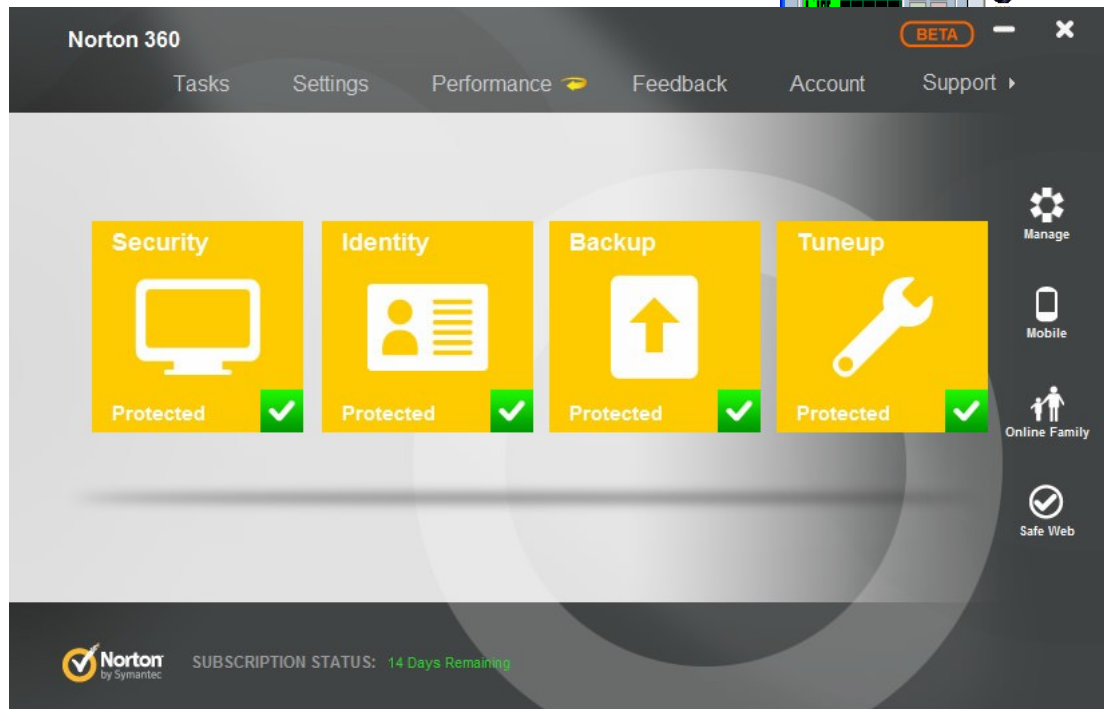 Norton 360
BETA
Tasks Settings Performance Feedback Account Support
Security Identity Backup Tuneup
Protected Protected Protected Protected
Manage
Mobile
Online Family
Safe Web
Norton
by Symantec
SUBSCRIPTION STATUS: 14 Days Remaining